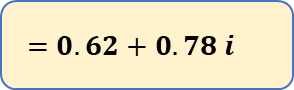 = 0.62 + 0.78 i